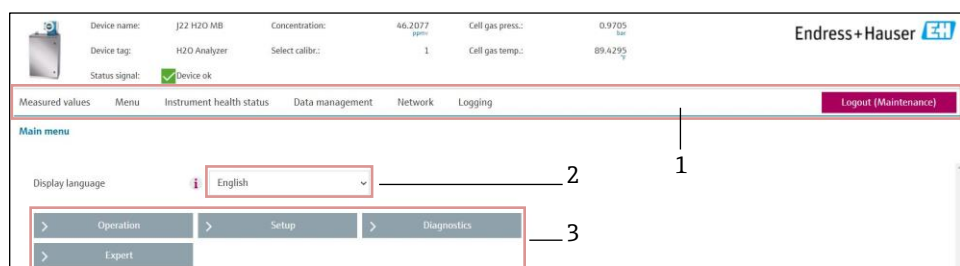 Device name: J22 H2O MB Concentration: 46.2077 ppmv Cell gas press.: 0.9705 bar
Endress+Hauser EH
Device tag: H2O Analyzer Select calibr.: 1 Cell gas temp.: 89.4295 °F
Status signal: Device ok
Measured values Menu Instrument health status Data management Network Logging Logout (Maintenance)
1
Main menu
Display language i English 2
> Operation > Setup > Diagnostics 3
> Expert